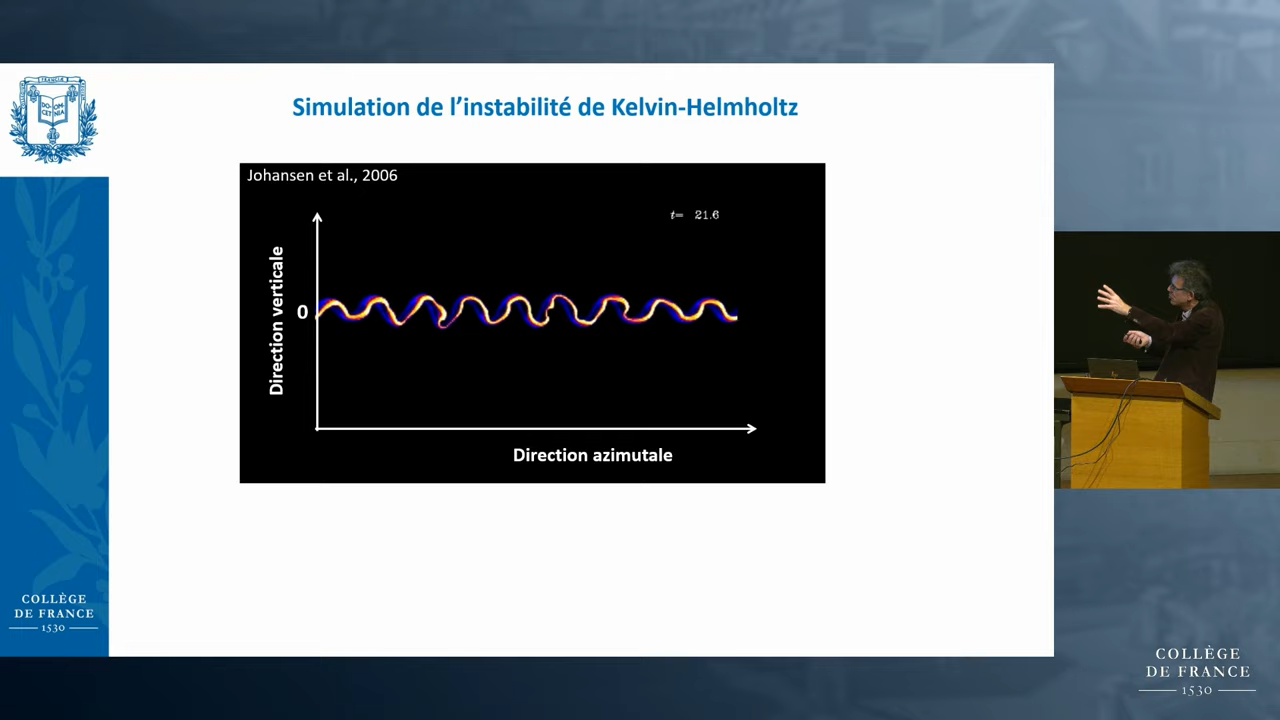 Simulation de l’instabilité de Kelvin-Helmholtz
Johansen et al., 2006
t= 21.6
Direction verticale
0
Direction azimutale
COLLÈGE
DE FRANCE
1530
COLLÈGE
DE FRANCE
1530